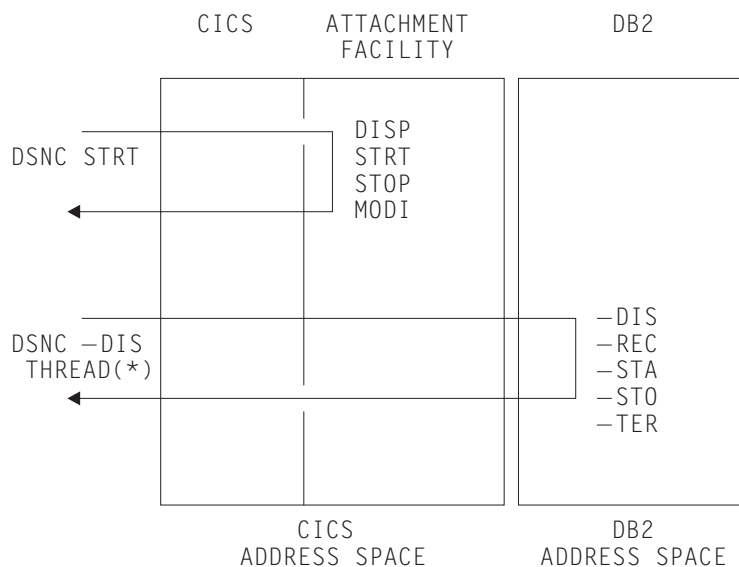 CICS ATTACHMENT FACILITY DB2
DSNC STRT
DISP
STRT
STOP
MODI
DSNC —DIS
THREAD(*)
—DIS
—REC
—STA
—STO
—TER
CICS
ADDRESS SPACE
DB2
ADDRESS SPACE